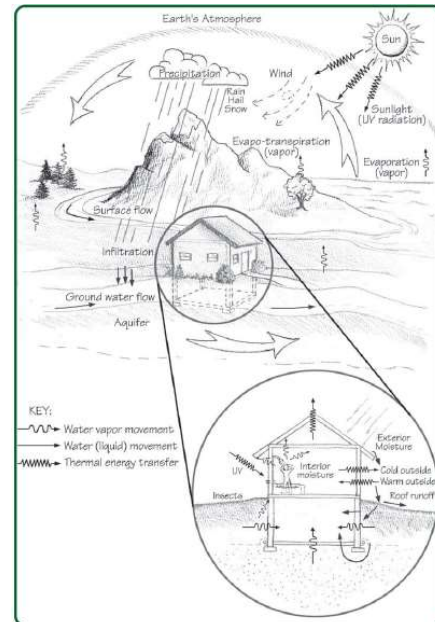 Earth's Atmosphere
Sun
Precipitation
Wind
Rain
Hail
Snow
Sunlight
(UV radiation)
Evapo-transpiration
(vapor)
Evaporation
(vapor)
Surface flow
Infiltration
Ground water flow
Aquifer
KEY:
Water vapor movement
Water (liquid) movement
Thermal energy transfer
Exterior
Moisture
UV
Interior
moisture
Cold outside
Warm outside
Insects
Roof runoff